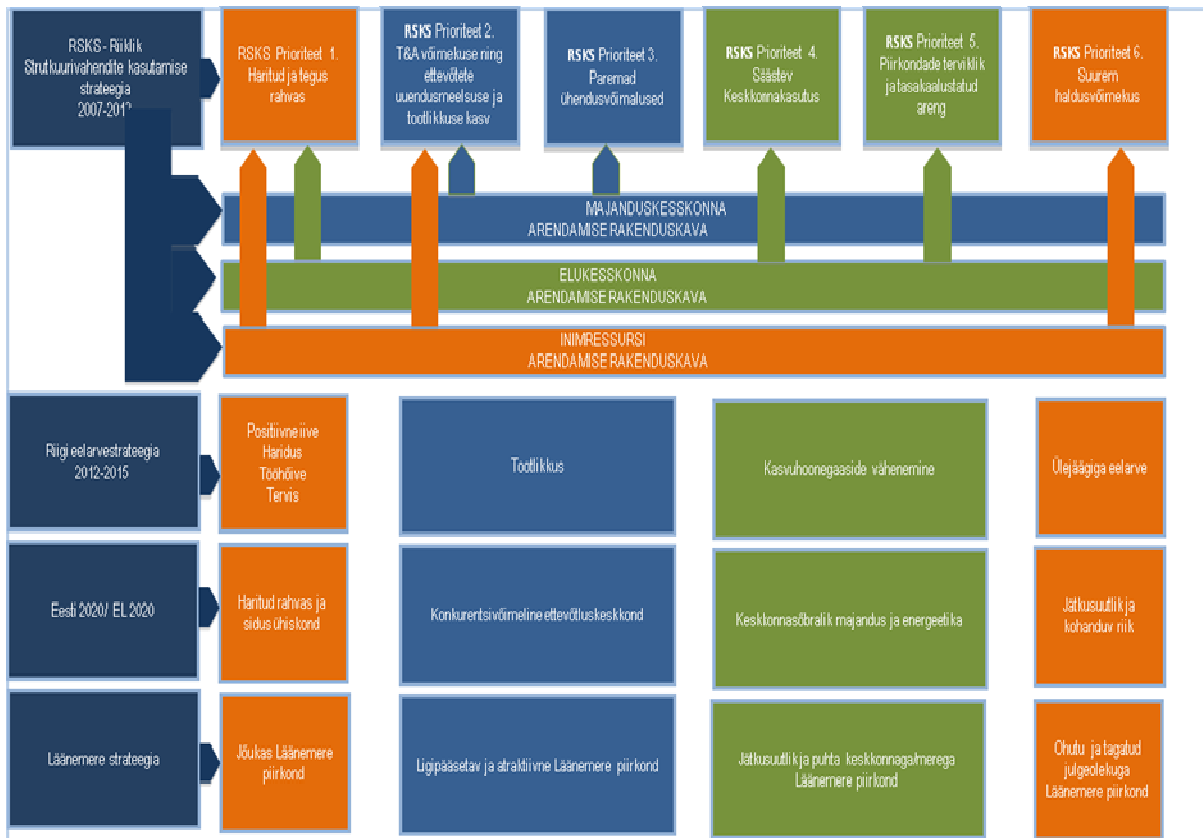 RSKS- Riiklik
Strutkuurivahendite kasutamise
strateegia
2007-2013
RSKS Prioriteet 1.
Haritud ja tegus
rahvas
RSKS Prioriteet 2.
T&A võimekuse ning
ettevõtete
uuendusmeelsuse ja
tootlikkuse kasv
RSKS Prioriteet 3.
Paremad
ühendusvõimalused
RSKS Prioriteet 4.
Säästev
Keskkonnakasutus
RSKS Prioriteet 5.
Piirkondade terviklik
ja tasakaalustatud
areng
RSKS Prioriteet 6.
Suurem
haldusvõimekus
MAJANDUSKESKKONNA
ARENDAMISE RAKENDUSKAVA
ELUKESKKONNA
ARENDAMISE RAKENDUSKAVA
INIMRESSURSI
ARENDAMISE RAKENDUSKAVA
Riigi eelarvestrateegia
2012-2015
Positiivne iive
Haridus
Tööhõive
Tervis
Tootlikkus
Kasvuhoonegaaside vähenemine
Ülejäägiga eelarve
Eesti 2020/ EL 2020
Haritud rahvas ja
sidus ühiskond
Konkurentsivõimeline ettevõtluskeskkond
Keskkonnasõbralik majandus ja energeetika
Jätkusuutlik ja
kohanduv riik
Läänemere strateegia
Jõukas Läänemere
piirkond
Ligipääsetav ja atraktiivne Läänemere piirkond
Jätkusuutlik ja puhta keskkonnaga/merega
Läänemere piirkond
Ohutu ja tagatud
julgeolekuga
Läänemere piirkond